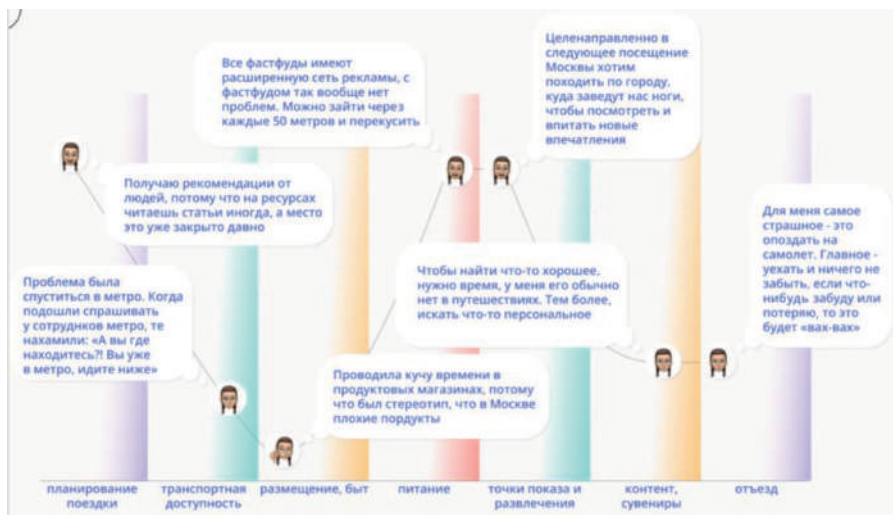 Все фастфуды имеют
расширенную сеть рекламы, с
фастфудом так вообще нет
проблем. Можно зайти через
каждые 50 метров и перекусить
Целенаправленно в
следующее посещение
Москвы хотим
походить по городу,
куда заведут нас ноги,
чтобы посмотреть и
впитать новые
впечатления
Получаю рекомендации от
людей, потому что на ресурсах
читаешь статьи иногда, а место
это уже закрыто давно
Для меня самое
страшное - это
опоздать на
самолет. Главное -
уехать и ничего не
забыть, если что-
нибудь забуду или
потеряю, то это
будет «вах-вах»
Проблема была
спуститься в метро. Когда
подошли спрашивать
у сотруднков метро, те
нахамили: «А вы где
находитесь?! Вы уже
в метро, идите ниже»
Чтобы найти что-то хорошее,
нужно время, у меня его обычно
нет в путешествиях. Тем более,
искать что-то персональное
Проводила кучу времени в
продуктовых магазинах, потому
что был стереотип, что в Москве
плохие пордукты
планирование
поездки
транспортная
доступность
размещение, быт
питание
точки показа и
развлечения
контент,
сувениры
отъезд